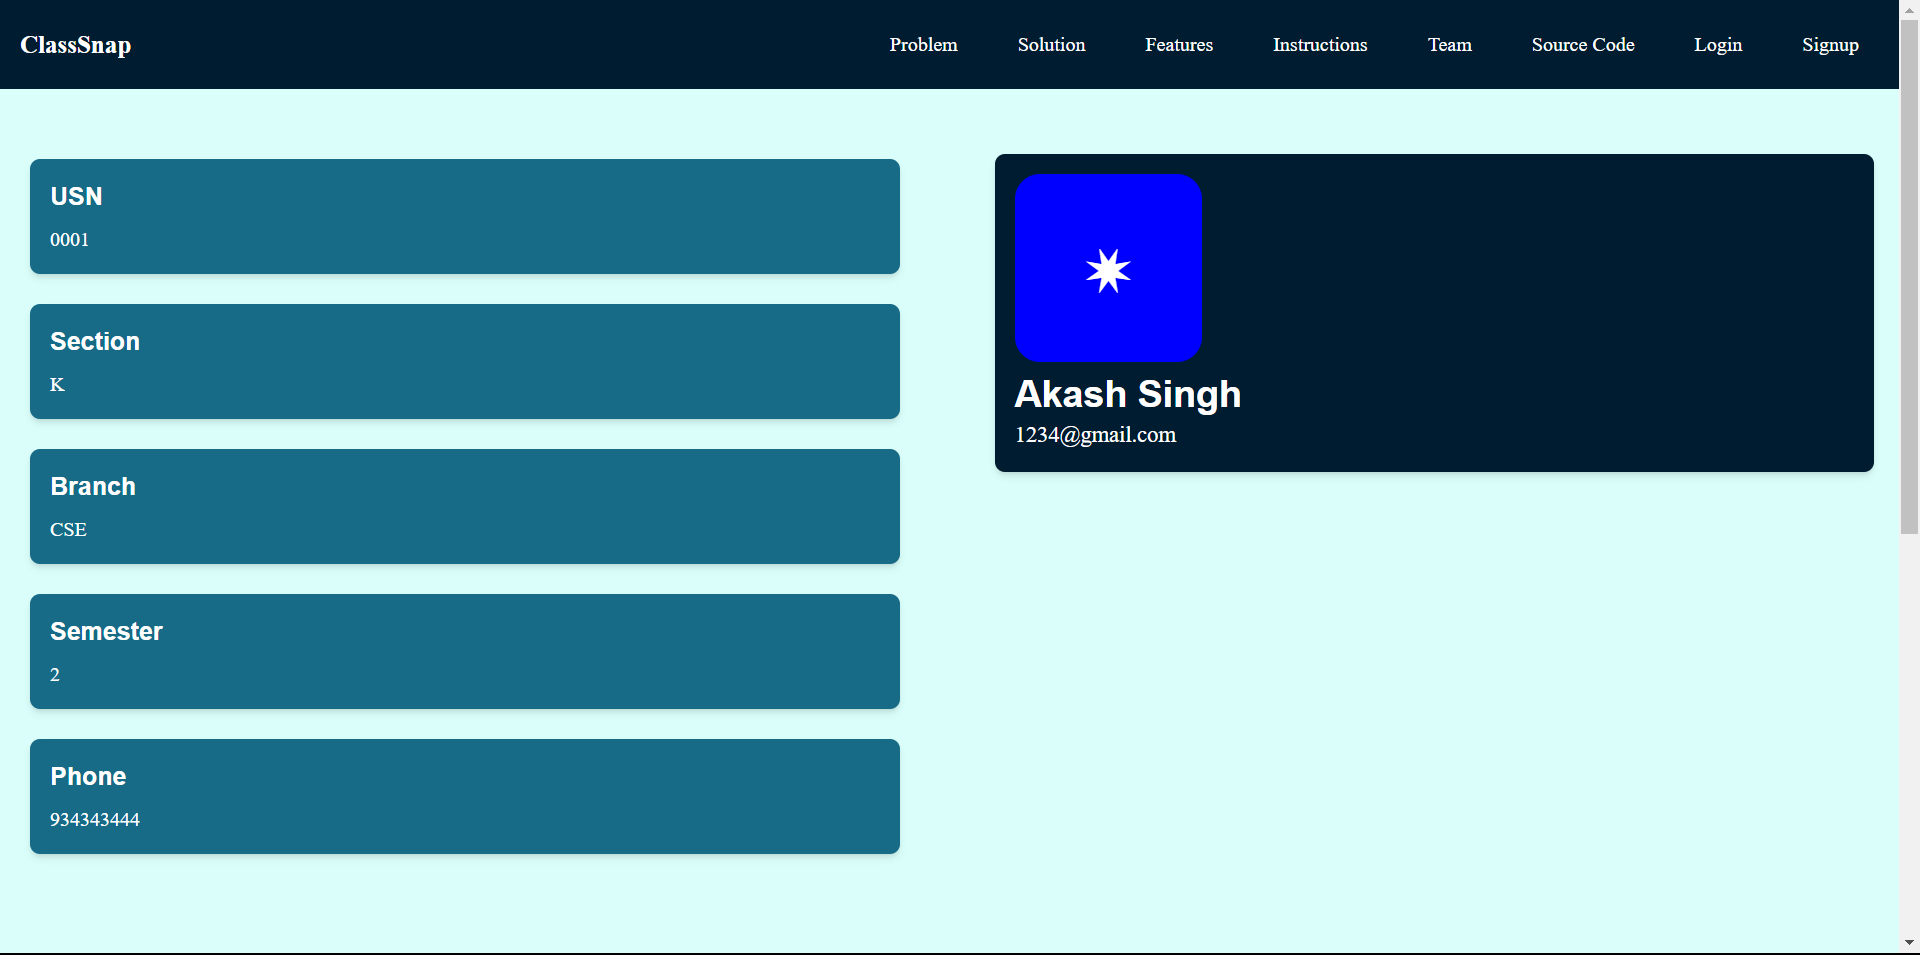 ClassSnap
Problem Solution Features Instructions Team Source Code Login Signup
USN
0001
Section
K
Branch
CSE
Semester
2
Phone
934343444
Akash Singh
1234@gmail.com